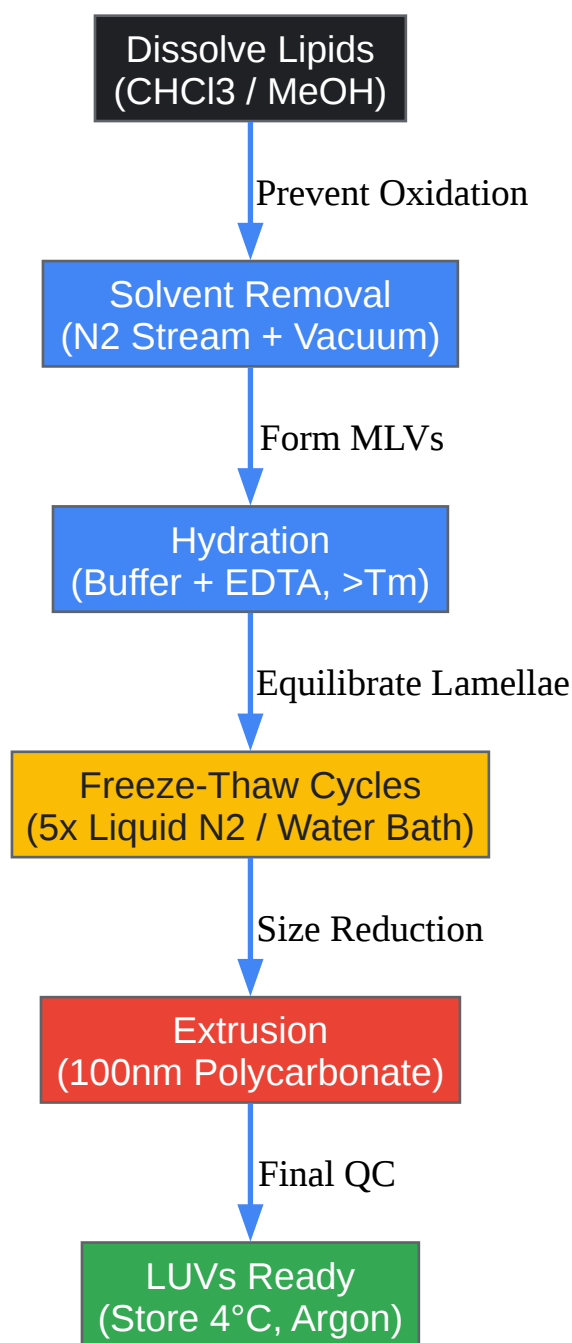 Dissolve Lipids
(CHCl3 / MeOH)
Prevent Oxidation
Solvent Removal
(N2 Stream + Vacuum)
Form MLVs
Hydration
(Buffer + EDTA, >Tm)
Equilibrate Lamellae
Freeze-Thaw Cycles
(5x Liquid N2 / Water Bath)
Size Reduction
Extrusion
(100nm Polycarbonate)
Final QC
LUVs Ready
(Store 4°C, Argon)